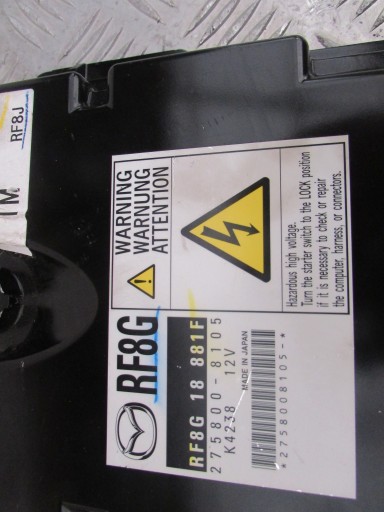 RF8J
WARNING
WARNUNG
ATTENTION
Hazardous high voltage.
Turn the starter switch to the LOCK position
if it is necessary to check or repair
the computer, harness, or connectors.
RF8G
RF8G 18 881F
275800-8105
K4238 12V
MADE IN JAPAN
*2758008105-*